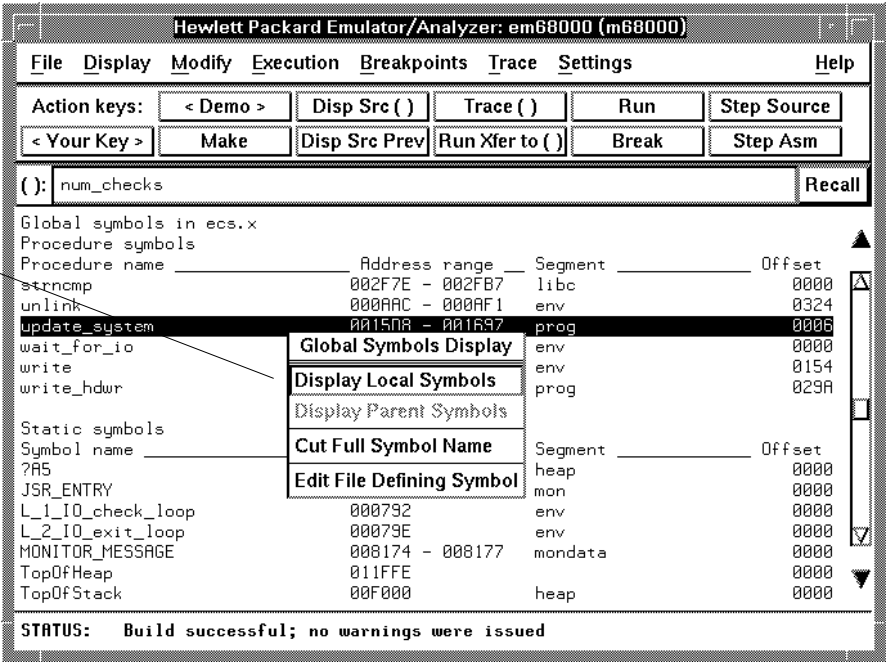 Hewlett Packard Emulator/Analyzer: em68000 (m68000)
File Display Modify Execution Breakpoints Trace Settings Help
Action keys: < Demo > Disp Src ( ) Trace ( ) Run Step Source
< Your Key > Make Disp Src Prev Run Xfer to ( ) Break Step Asm
( ): num_checks Recall
Global symbols in ecs.x
Procedure symbols
Procedure name ________________ Address range __ Segment ____________ Offset
strncmp 002F7E - 002FB7 libc 0000
unlink 000AAC - 000AF1 env 0324
update_system 0015D8 - 001697 prog 0006
wait_for_io env 0000
write env 0154
write_hdwr prog 029A
Global Symbols Display
Display Local Symbols
Display Parent Symbols
Cut Full Symbol Name
Edit File Defining Symbol
Static symbols
Symbol name ____________ Segment ____________ Offset
?A5 heap 0000
JSR_ENTRY mon 0000
L_1_IO_check_loop 000792 env 0000
L_2_IO_exit_loop 00079E env 0000
MONITOR_MESSAGE 008174 - 008177 mondata 0000
TopOfHeap 011FFE 0000
TopOfStack 00F000 heap 0000
STATUS: Build successful; no warnings were issued